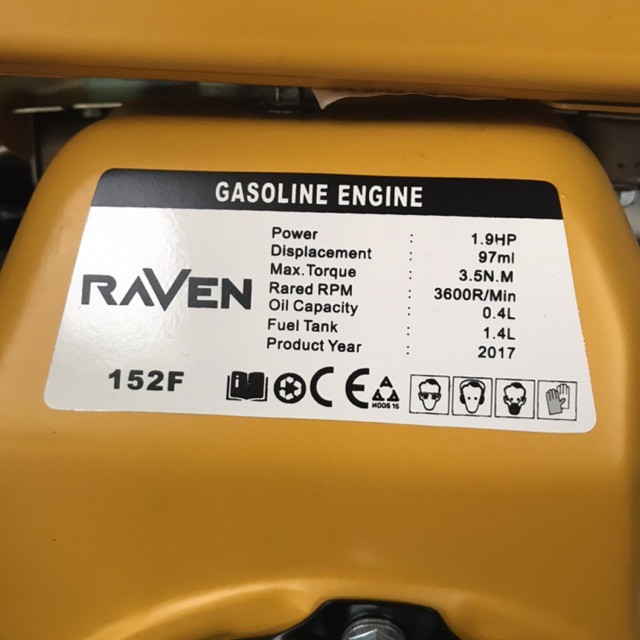 GASOLINE ENGINE
RAVEN
152F
Power : 1.9HP
Displacement : 97ml
Max.Torque : 3.5N.M
Rared RPM : 3600R/Min
Oil Capacity : 0.4L
Fuel Tank : 1.4L
Product Year : 2017
CE